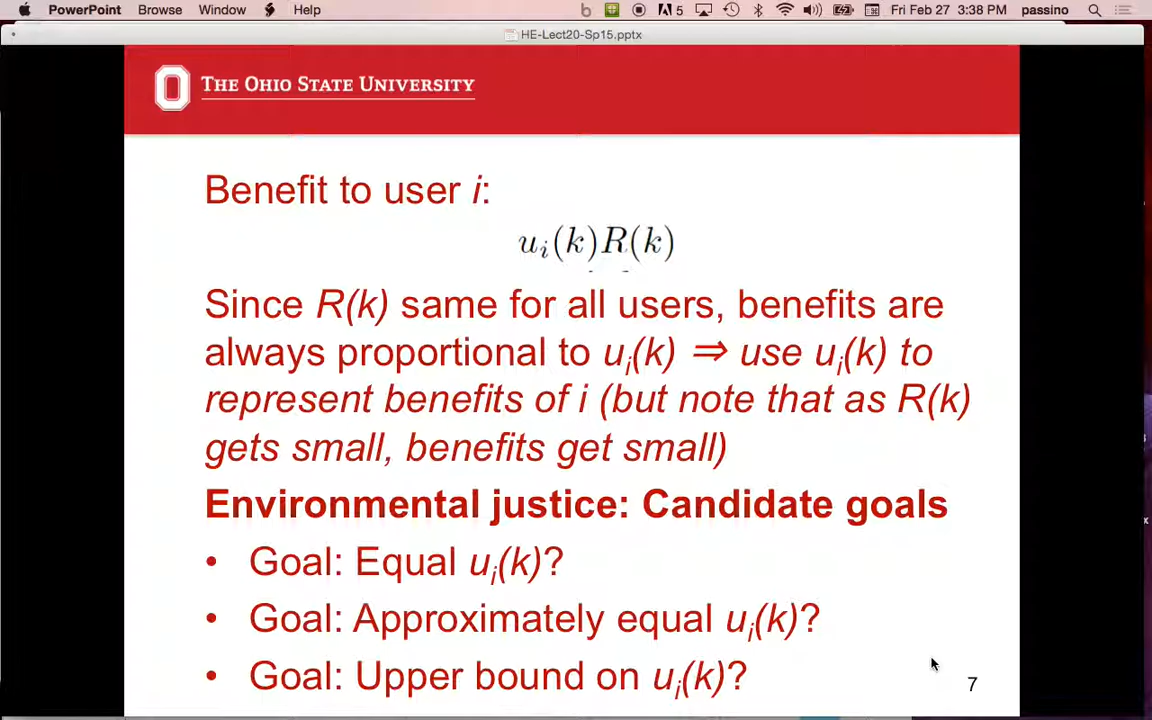 PowerPoint Browse Window Help 5 Fri Feb 27 3:38 PM passino
HE-Lect20-Sp15.pptx
THE OHIO STATE UNIVERSITY
Benefit to user i:
u_i(k)R(k)
Since R(k) same for all users, benefits are
always proportional to u_i(k) ⇒ use u_i(k) to
represent benefits of i (but note that as R(k)
gets small, benefits get small)
Environmental justice: Candidate goals
• Goal: Equal u_i(k)?
• Goal: Approximately equal u_i(k)?
• Goal: Upper bound on u_i(k)?
7